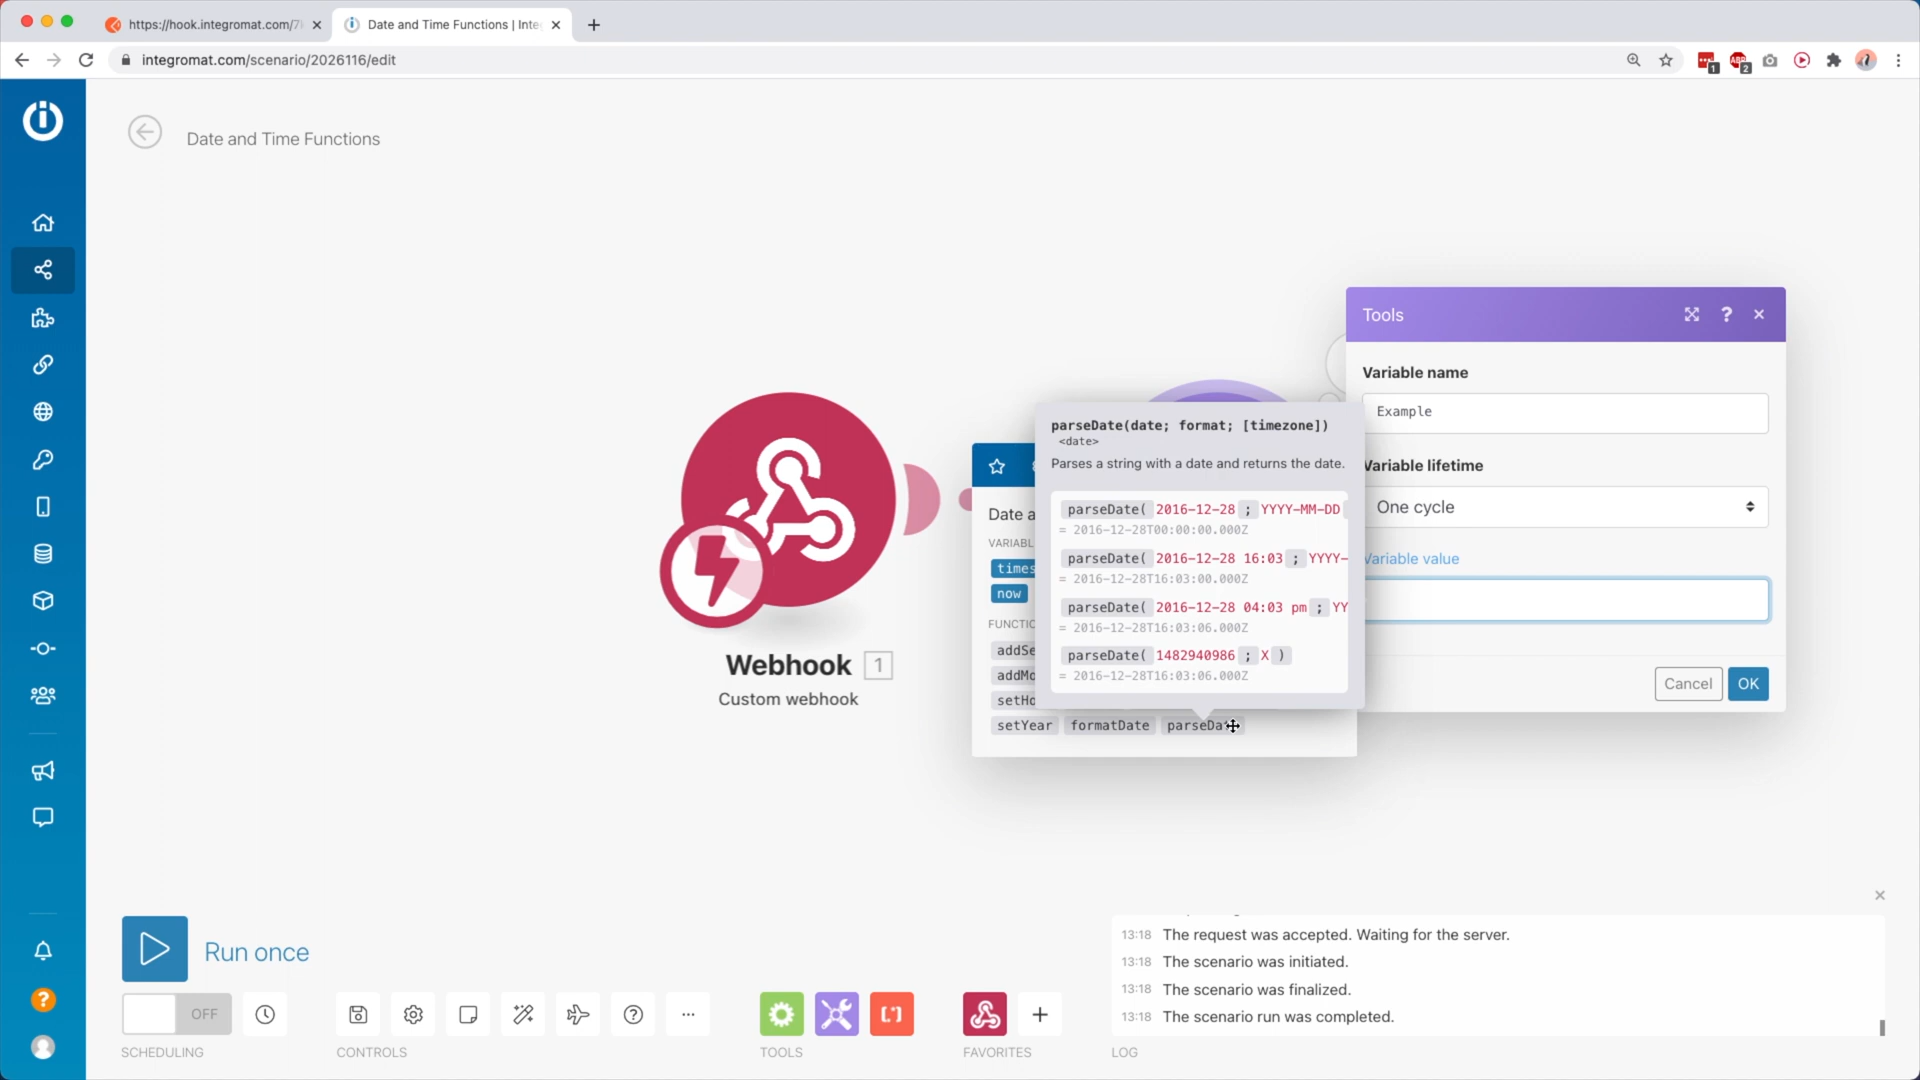 https://hook.integromat.com/7
Date and Time Functions | Inte
integromat.com/scenario/2026116/edit
1
2
Date and Time Functions
Tools
Variable name
Example
Variable lifetime
One cycle
Variable value
Cancel
OK
parseDate(date; format; [timezone])
<date>
Parses a string with a date and returns the date.
parseDate( 2016-12-28 ; YYYY-MM-DD
= 2016-12-28T00:00:00.000Z
parseDate( 2016-12-28 16:03 ; YYYY-
= 2016-12-28T16:03:00.000Z
parseDate( 2016-12-28 04:03 pm ; YY
= 2016-12-28T16:03:06.000Z
parseDate( 1482940986 ; X )
= 2016-12-28T16:03:06.000Z
Date a
VARIABL
times
now
FUNCTIO
addSe
addMo
setHo
setYear formatDate parseDat
Webhook 1
Custom webhook
Run once
OFF
SCHEDULING
CONTROLS
TOOLS
FAVORITES
13:18 The request was accepted. Waiting for the server.
13:18 The scenario was initiated.
13:18 The scenario was finalized.
13:18 The scenario run was completed.
LOG